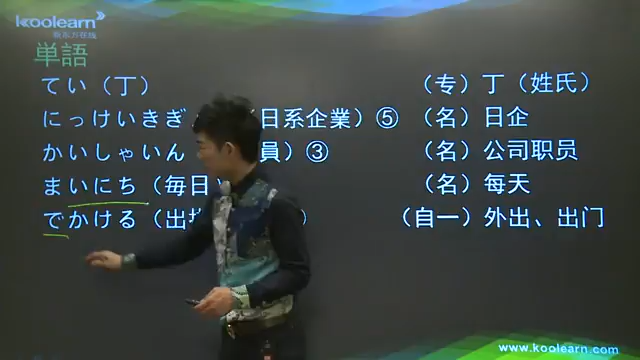 koolearn
新东方在线
単語
てい（丁） （专）丁（姓氏）
にっけいきぎ 日系企業）⑤ （名）日企
かいしゃいん 員）③ （名）公司职员
まいにち（毎日 （名）每天
でかける（出 ） （自一）外出、出门
www.koolearn.com